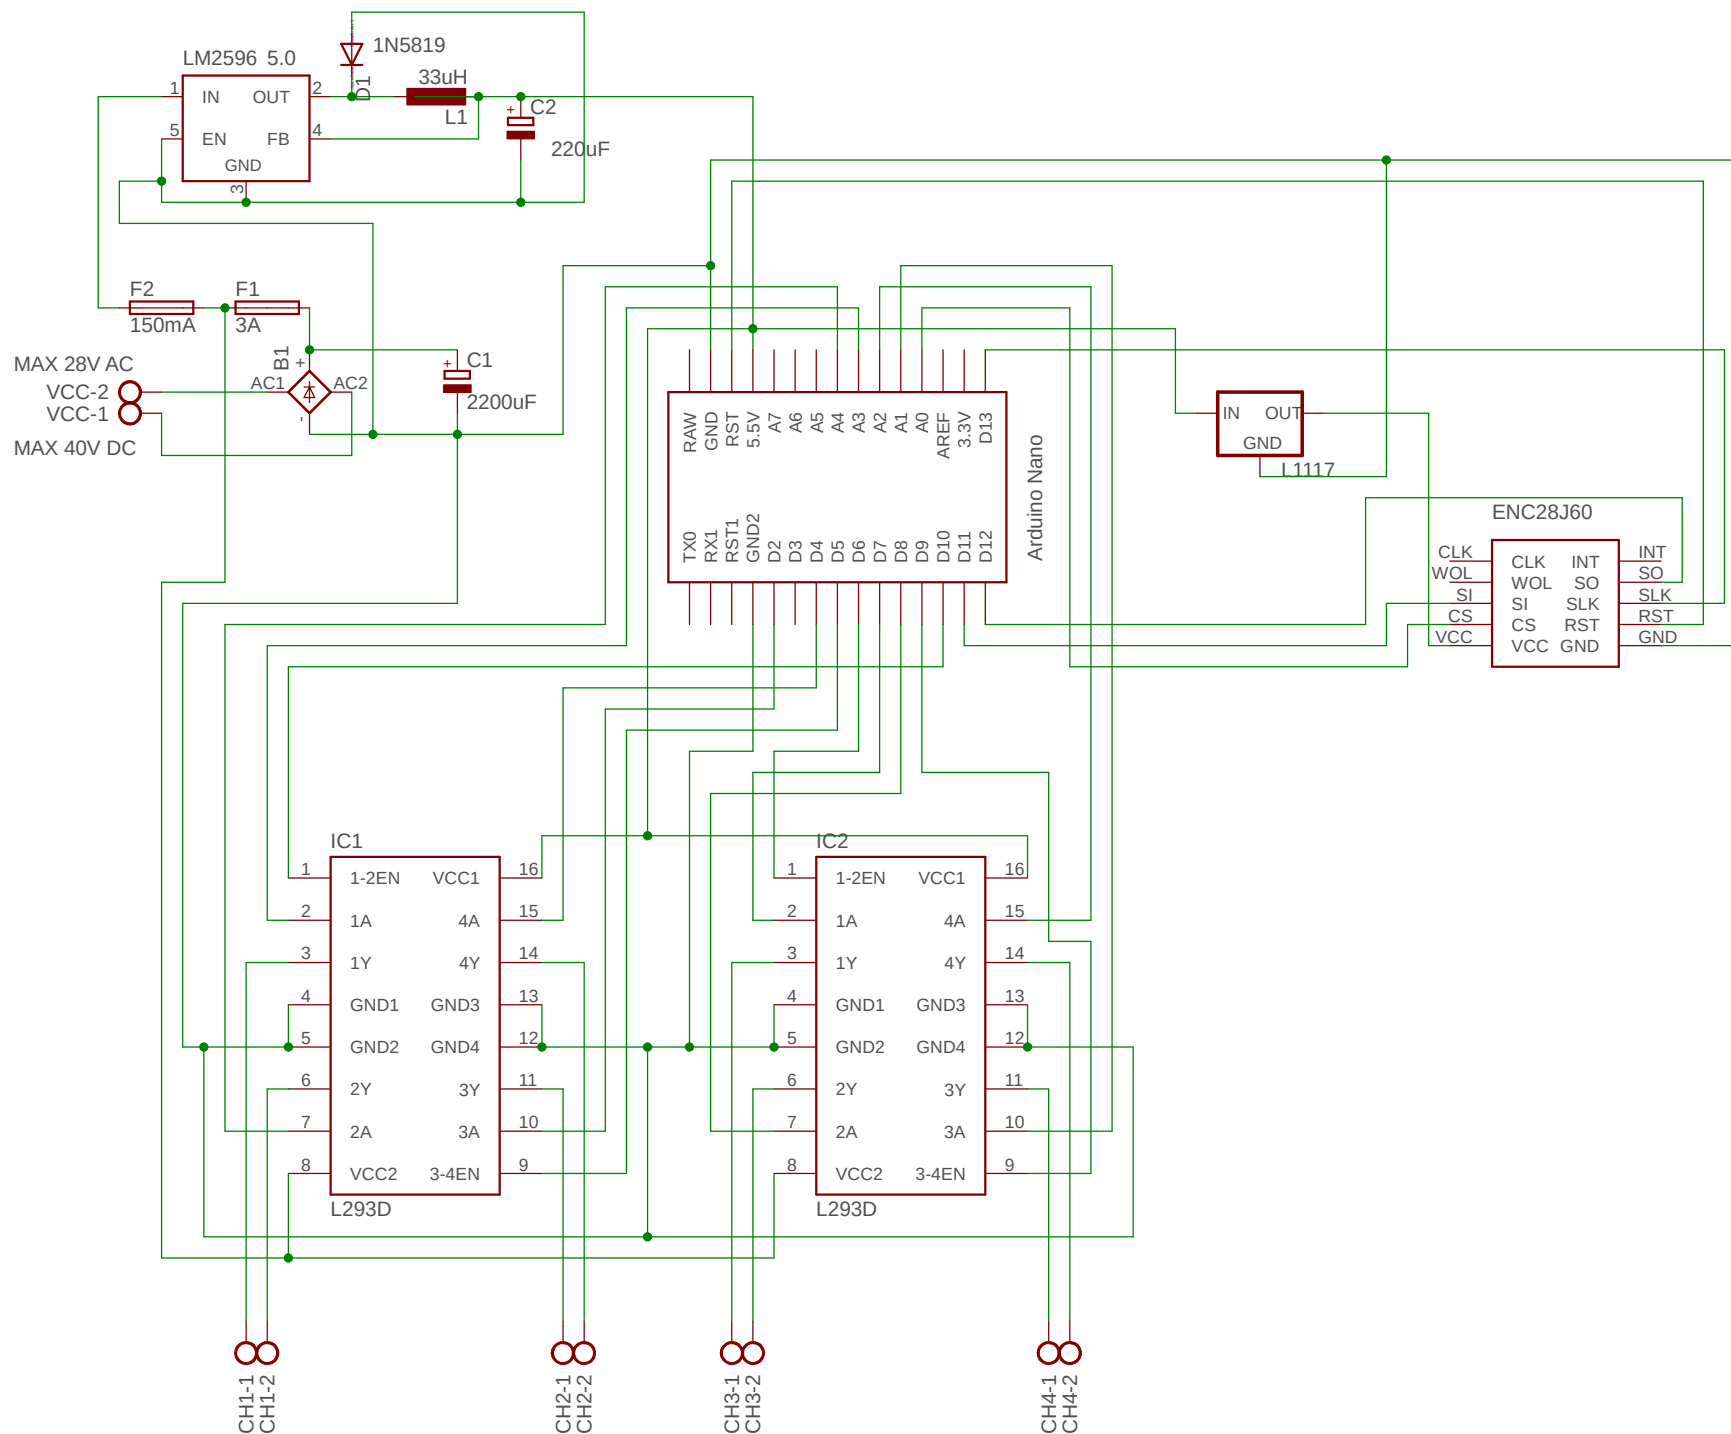 LM2596 5.0
1 IN OUT 2
5 EN FB 4
GND
3
1N5819
D1
33uH
L1
+ C2
220uF
F2
150mA
F1
3A
MAX 28V AC
VCC-2
VCC-1
MAX 40V DC
B1
+
AC1 AC2
-
+ C1
2200uF
RAW GND RST 5.5V A7 A6 A5 A4 A3 A2 A1 A0 AREF 3.3V D13
TX0 RX1 RST1 GND2 D2 D3 D4 D5 D6 D7 D8 D9 D10 D11 D12
Arduino Nano
IN OUT
GND
L1117
ENC28J60
CLK CLK INT INT
WOL WOL SO SO
SI SI SLK SLK
CS CS RST RST
VCC VCC GND GND
IC1
1 1-2EN VCC1 16
2 1A 4A 15
3 1Y 4Y 14
4 GND1 GND3 13
5 GND2 GND4 12
6 2Y 3Y 11
7 2A 3A 10
8 VCC2 3-4EN 9
L293D
IC2
1 1-2EN VCC1 16
2 1A 4A 15
3 1Y 4Y 14
4 GND1 GND3 13
5 GND2 GND4 12
6 2Y 3Y 11
7 2A 3A 10
8 VCC2 3-4EN 9
L293D
CH1-1
CH1-2
CH2-1
CH2-2
CH3-1
CH3-2
CH4-1
CH4-2